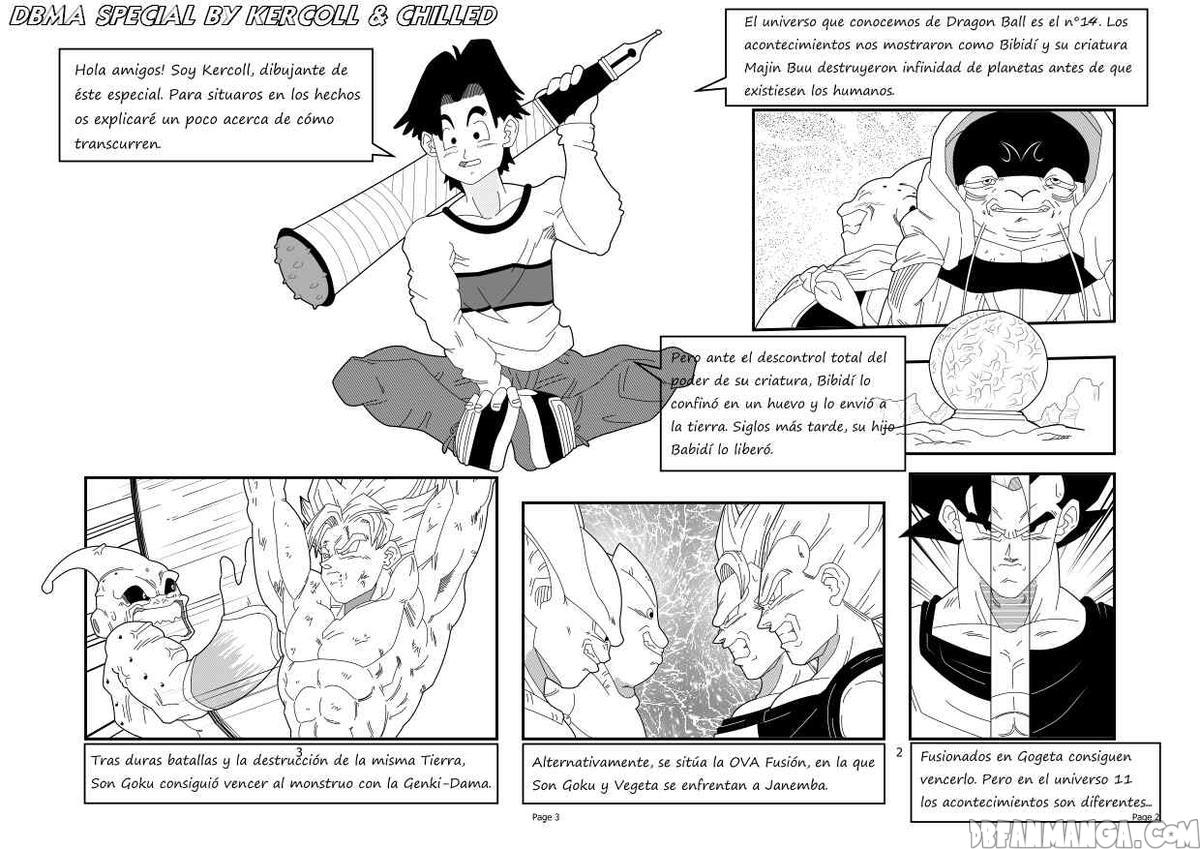 DBMA SPECIAL BY KERCOLL & CHILLED
Hola amigos! Soy Kercoll, dibujante de
éste especial. Para situaros en los hechos
os explicaré un poco acerca de cómo
transcurren.
El universo que conocemos de Dragon Ball es el nº14. Los
acontecimientos nos mostraron como Bibidí y su criatura
Majin Buu destruyeron infinidad de planetas antes de que
existiesen los humanos.
Pero ante el descontrol total del
poder de su criatura, Bibidí lo
confinó en un huevo y lo envió a
la tierra. Siglos más tarde, su hijo
Babidí lo liberó.
3
Tras duras batallas y la destrucción de la misma Tierra,
Son Goku consiguió vencer al monstruo con la Genki-Dama.
Alternativamente, se sitúa la OVA Fusión, en la que
Son Goku y Vegeta se enfrentan a Janemba.
2
Fusionados en Gogeta consiguen
vencerlo. Pero en el universo 11
los acontecimientos son diferentes...
Page 3
Page 2
DBFANMANGA.COM